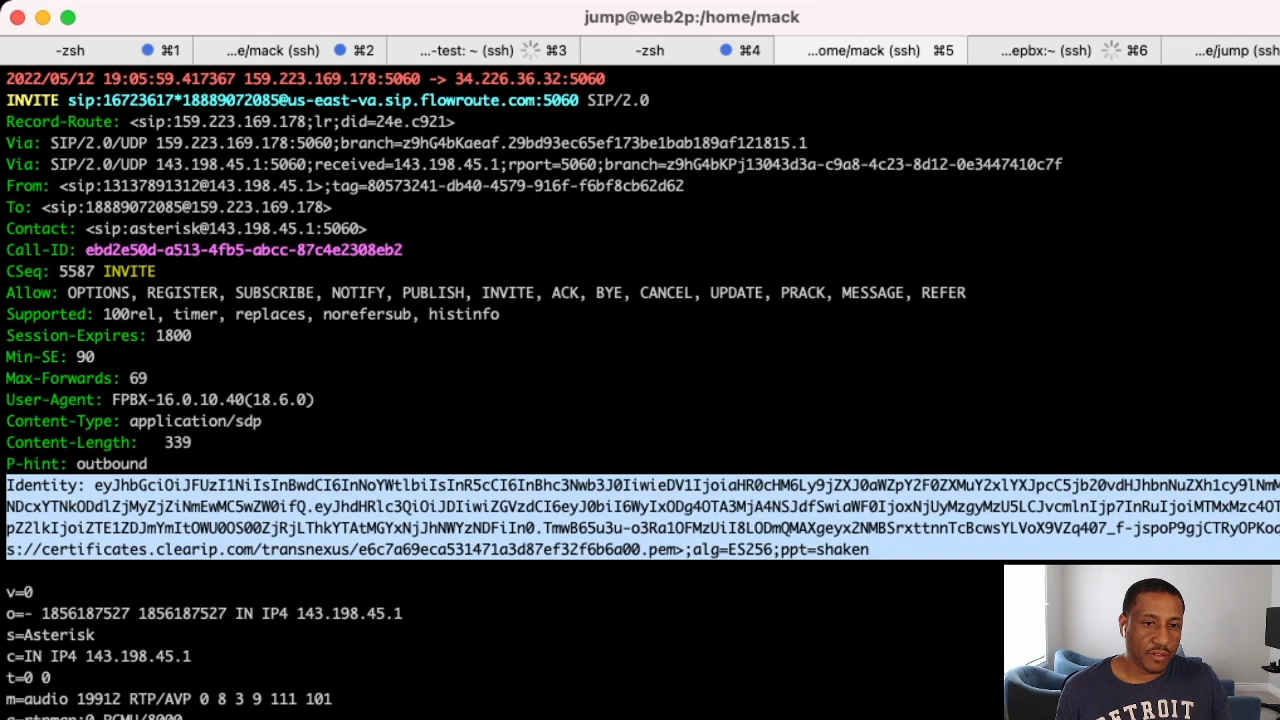 jump@web2p:/home/mack
-zsh ⌘1 ...e/mack (ssh) ⌘2 ...-test: ~ (ssh) ⌘3 -zsh ⌘4 ...ome/mack (ssh) ⌘5 ...epbx:~ (ssh) ⌘6 ...e/jump (ssh
2022/05/12 19:05:59.417367 159.223.169.178:5060 -> 34.226.36.32:5060
INVITE sip:16723617*18889072085@us-east-va.sip.flowroute.com:5060 SIP/2.0
Record-Route: <sip:159.223.169.178;lr;did=24e.c921>
Via: SIP/2.0/UDP 159.223.169.178:5060;branch=z9hG4bKaeaf.29bd93ec65ef173be1bab189af121815.1
Via: SIP/2.0/UDP 143.198.45.1:5060;received=143.198.45.1;rport=5060;branch=z9hG4bKPj13043d3a-c9a8-4c23-8d12-0e3447410c7f
From: <sip:13137891312@143.198.45.1>;tag=80573241-db40-4579-916f-f6bf8cb62d62
To: <sip:18889072085@159.223.169.178>
Contact: <sip:asterisk@143.198.45.1:5060>
Call-ID: ebd2e50d-a513-4fb5-abcc-87c4e2308eb2
CSeq: 5587 INVITE
Allow: OPTIONS, REGISTER, SUBSCRIBE, NOTIFY, PUBLISH, INVITE, ACK, BYE, CANCEL, UPDATE, PRACK, MESSAGE, REFER
Supported: 100rel, timer, replaces, norefersub, histinfo
Session-Expires: 1800
Min-SE: 90
Max-Forwards: 69
User-Agent: FPBX-16.0.10.40(18.6.0)
Content-Type: application/sdp
Content-Length: 339
P-hint: outbound
Identity:
s://certificates.clearip.com/transnexus/e6c7a69eca531471a3d87ef32f6b6a00.pem>;alg=ES256;ppt=shaken
v=0
o=- 1856187527 1856187527 IN IP4 143.198.45.1
s=Asterisk
c=IN IP4 143.198.45.1
t=0 0
m=audio 19912 RTP/AVP 0 8 3 9 111 101
a=rtpmap:0 PCMU/8000
DETROIT